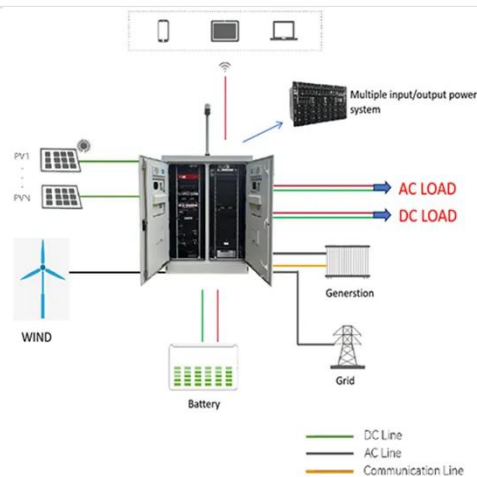 Multiple input/output power
system
PV1
PVN
AC LOAD
DC LOAD
Generstion
WIND
Grid
Battery
DC Line
AC Line
Communication Line